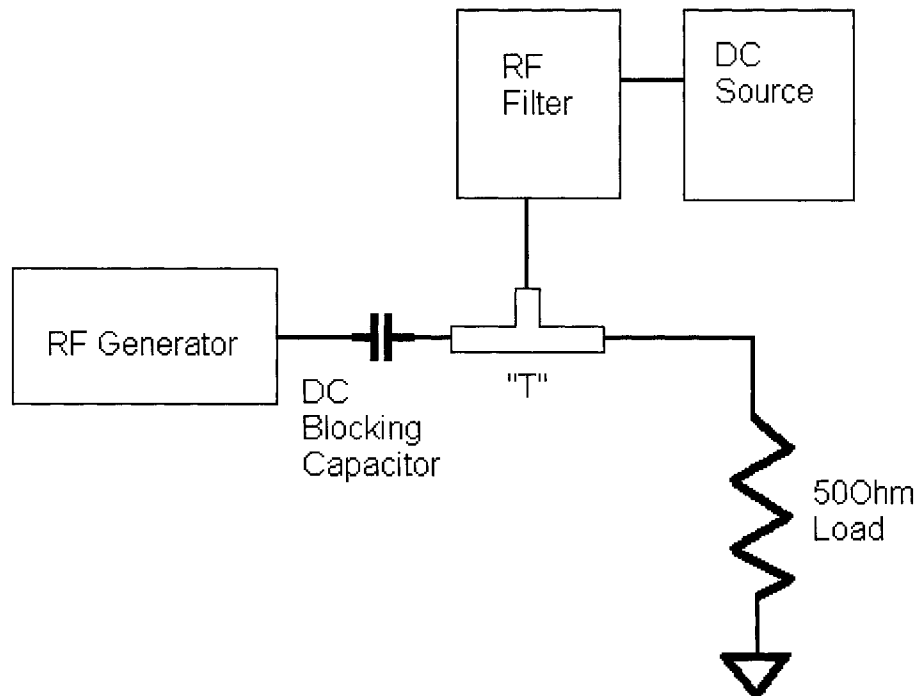 RF
Filter
DC
Source
RF Generator
DC
Blocking
Capacitor
"T"
50Ohm
Load